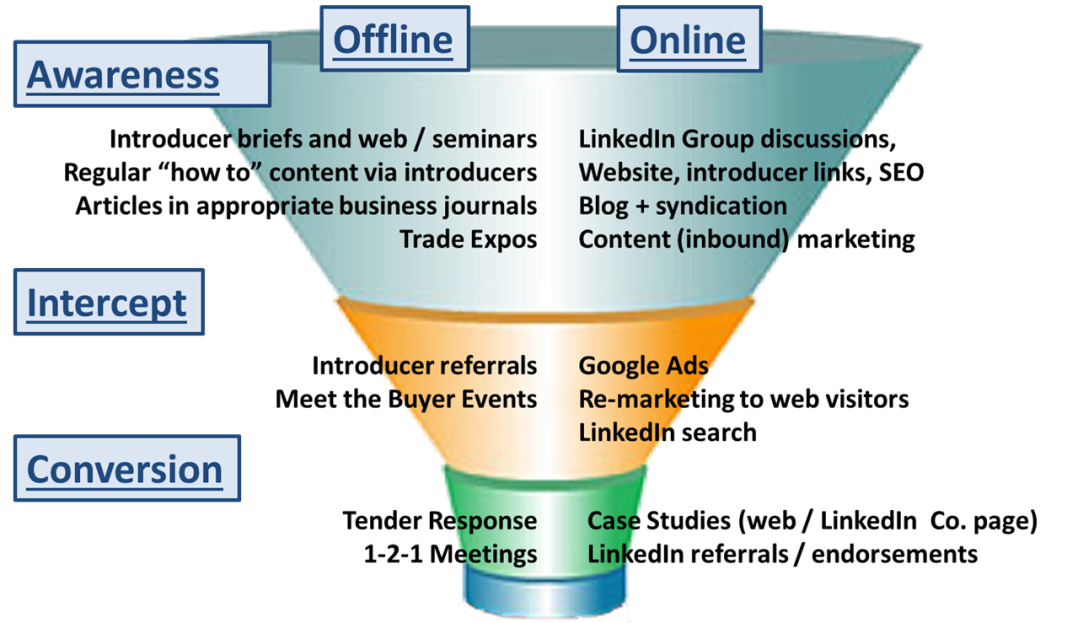 Offline
Online
Awareness
Introducer briefs and web / seminars
Regular “how to” content via introducers
Articles in appropriate business journals
Trade Expos
LinkedIn Group discussions,
Website, introducer links, SEO
Blog + syndication
Content (inbound) marketing
Intercept
Introducer referrals
Meet the Buyer Events
Google Ads
Re-marketing to web visitors
LinkedIn search
Conversion
Tender Response
1-2-1 Meetings
Case Studies (web / LinkedIn  Co. page)
LinkedIn referrals / endorsements